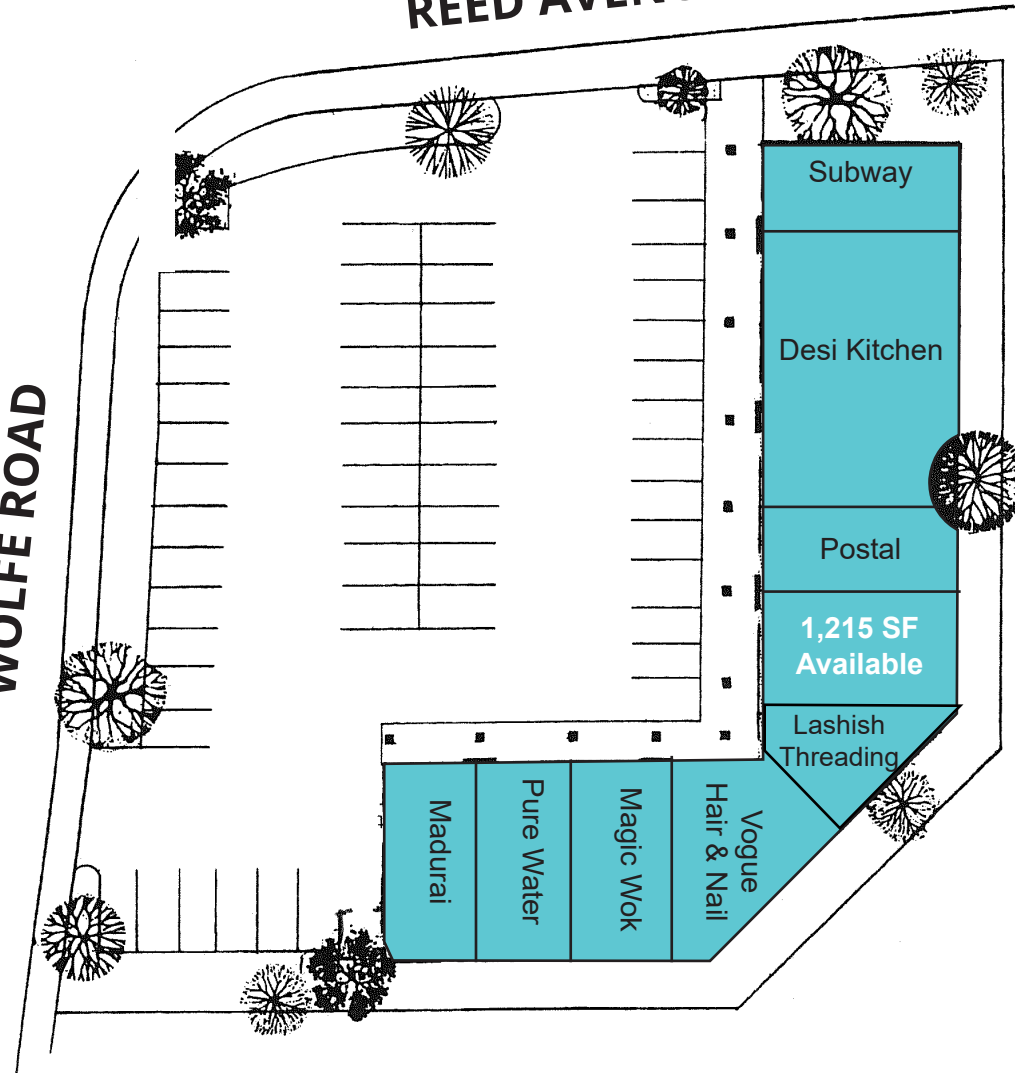 REED AVEN
WOLFE ROAD
Subway
Desi Kitchen
Postal
1,215 SF
Available
Lashish
Threading
Vogue
Hair & Nail
Magic Wok
Pure Water
Madurai